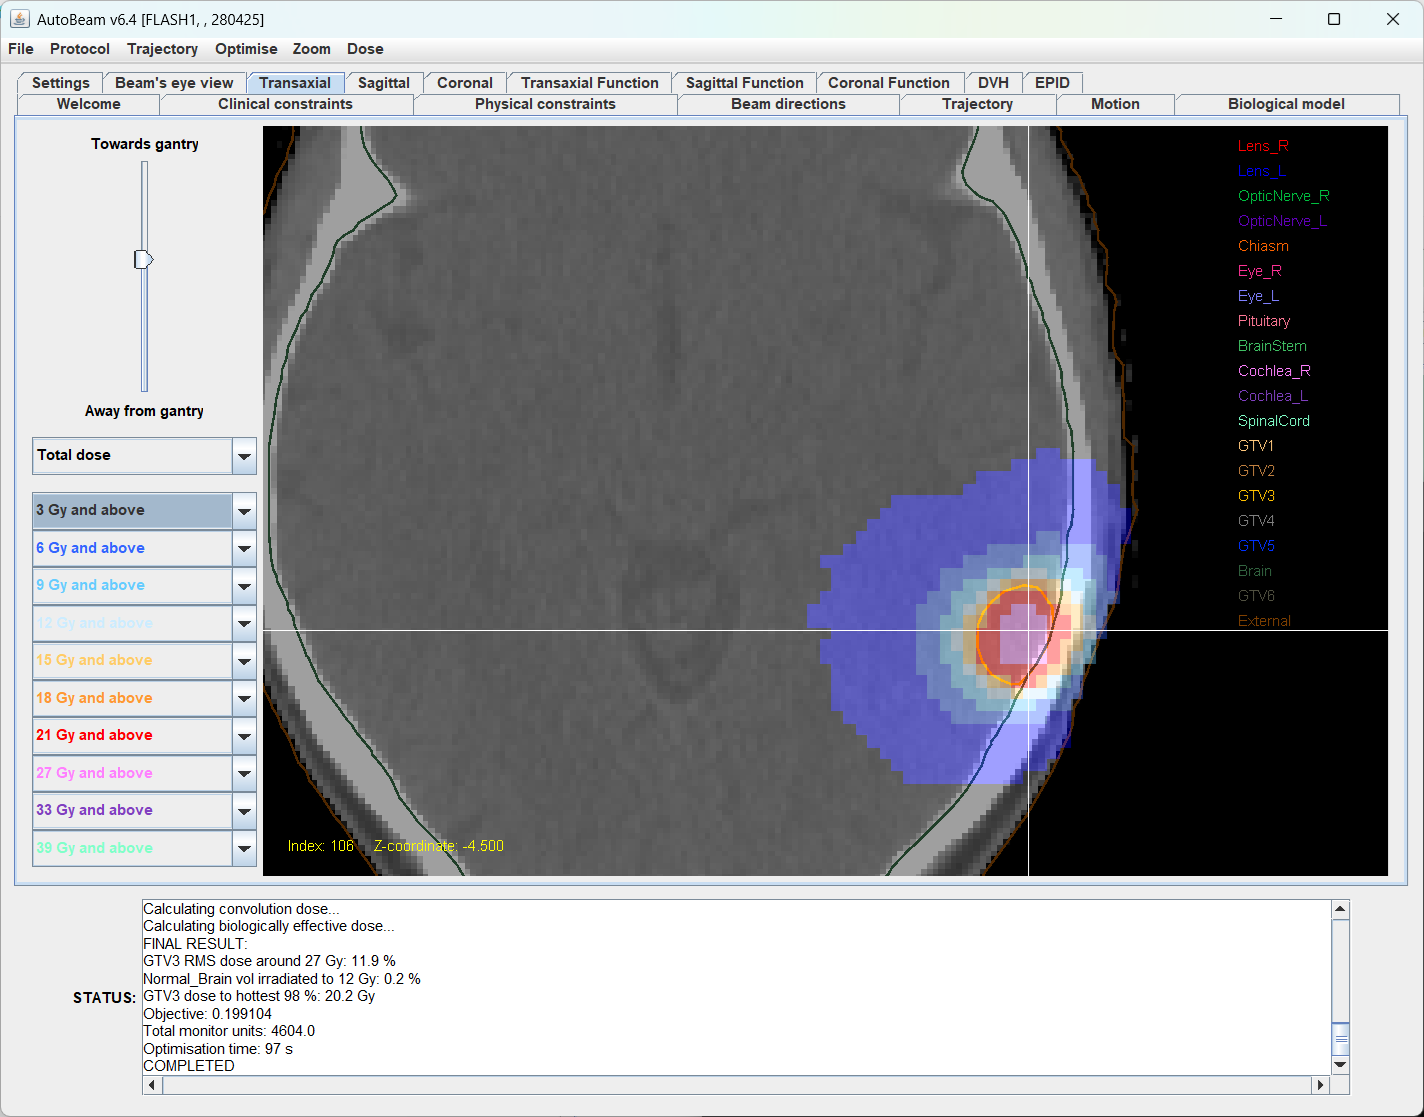 AutoBeam v6.4 [FLASH1, , 280425]
File Protocol Trajectory Optimise Zoom Dose
Settings Beam's eye view Transaxial Sagittal Coronal Transaxial Function Sagittal Function Coronal Function DVH EPID
Welcome Clinical constraints Physical constraints Beam directions Trajectory Motion Biological model
Towards gantry
Away from gantry
Total dose
3 Gy and above
6 Gy and above
9 Gy and above
12 Gy and above
15 Gy and above
18 Gy and above
21 Gy and above
27 Gy and above
33 Gy and above
39 Gy and above
Lens_R
Lens_L
OpticNerve_R
OpticNerve_L
Chiasm
Eye_R
Eye_L
Pituitary
BrainStem
Cochlea_R
Cochlea_L
SpinalCord
GTV1
GTV2
GTV3
GTV4
GTV5
Brain
GTV6
External
Index: 106 Z-coordinate: -4.500
STATUS:
Calculating convolution dose...
Calculating biologically effective dose...
FINAL RESULT:
GTV3 RMS dose around 27 Gy: 11.9 %
Normal_Brain vol irradiated to 12 Gy: 0.2 %
GTV3 dose to hottest 98 %: 20.2 Gy
Objective: 0.199104
Total monitor units: 4604.0
Optimisation time: 97 s
COMPLETED